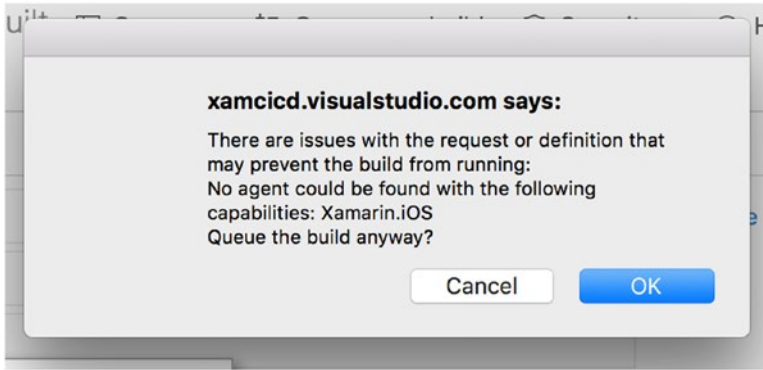 xamcicd.visualstudio.com says:
There are issues with the request or definition that
may prevent the build from running:
No agent could be found with the following
capabilities: Xamarin.iOS
Queue the build anyway?
Cancel OK